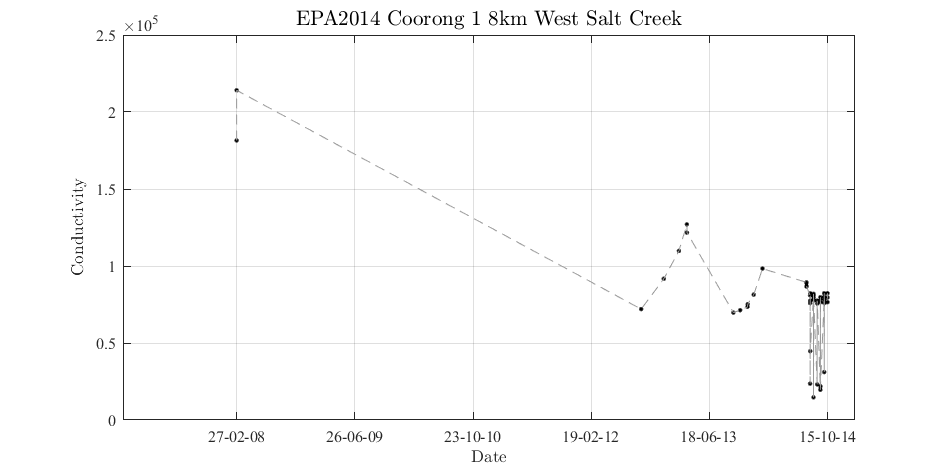 EPA2014 Coorong 1 8km West Salt Creek
×10^5
2.5
2
1.5
1
0.5
0
Conductivity
27-02-08 26-06-09 23-10-10 19-02-12 18-06-13 15-10-14
Date